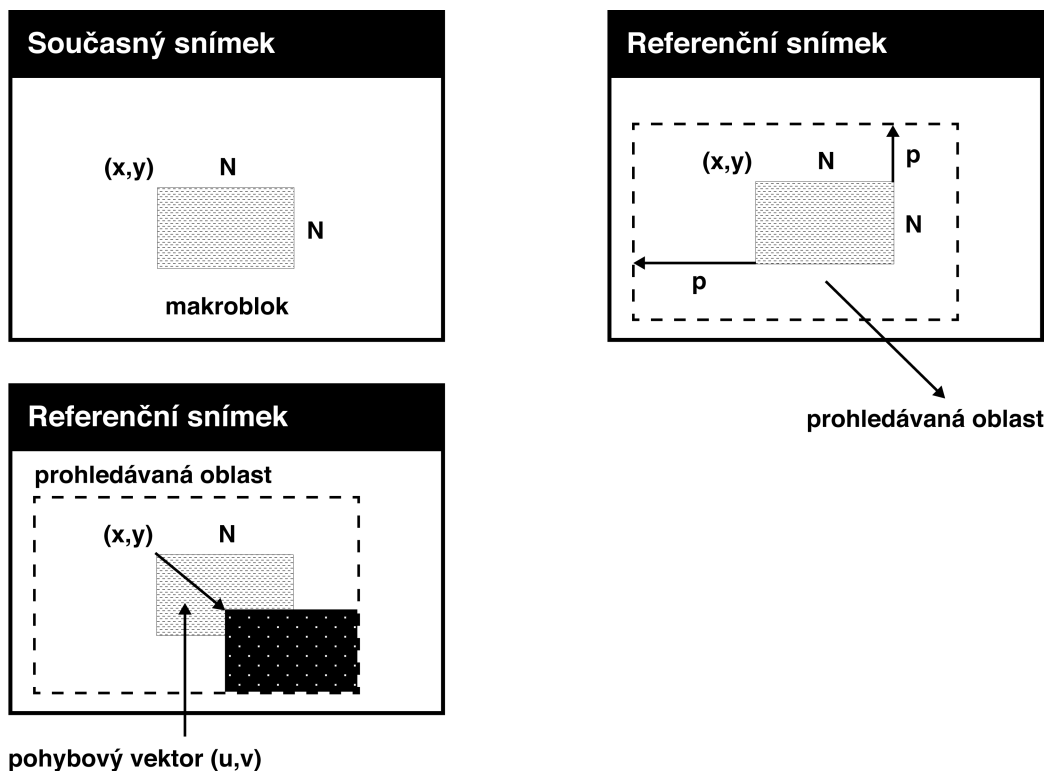 Současný snímek
(x,y) N
N
makroblok
Referenční snímek
p
(x,y) N
N
p
prohledávaná oblast
Referenční snímek
prohledávaná oblast
(x,y) N
pohybový vektor (u,v)